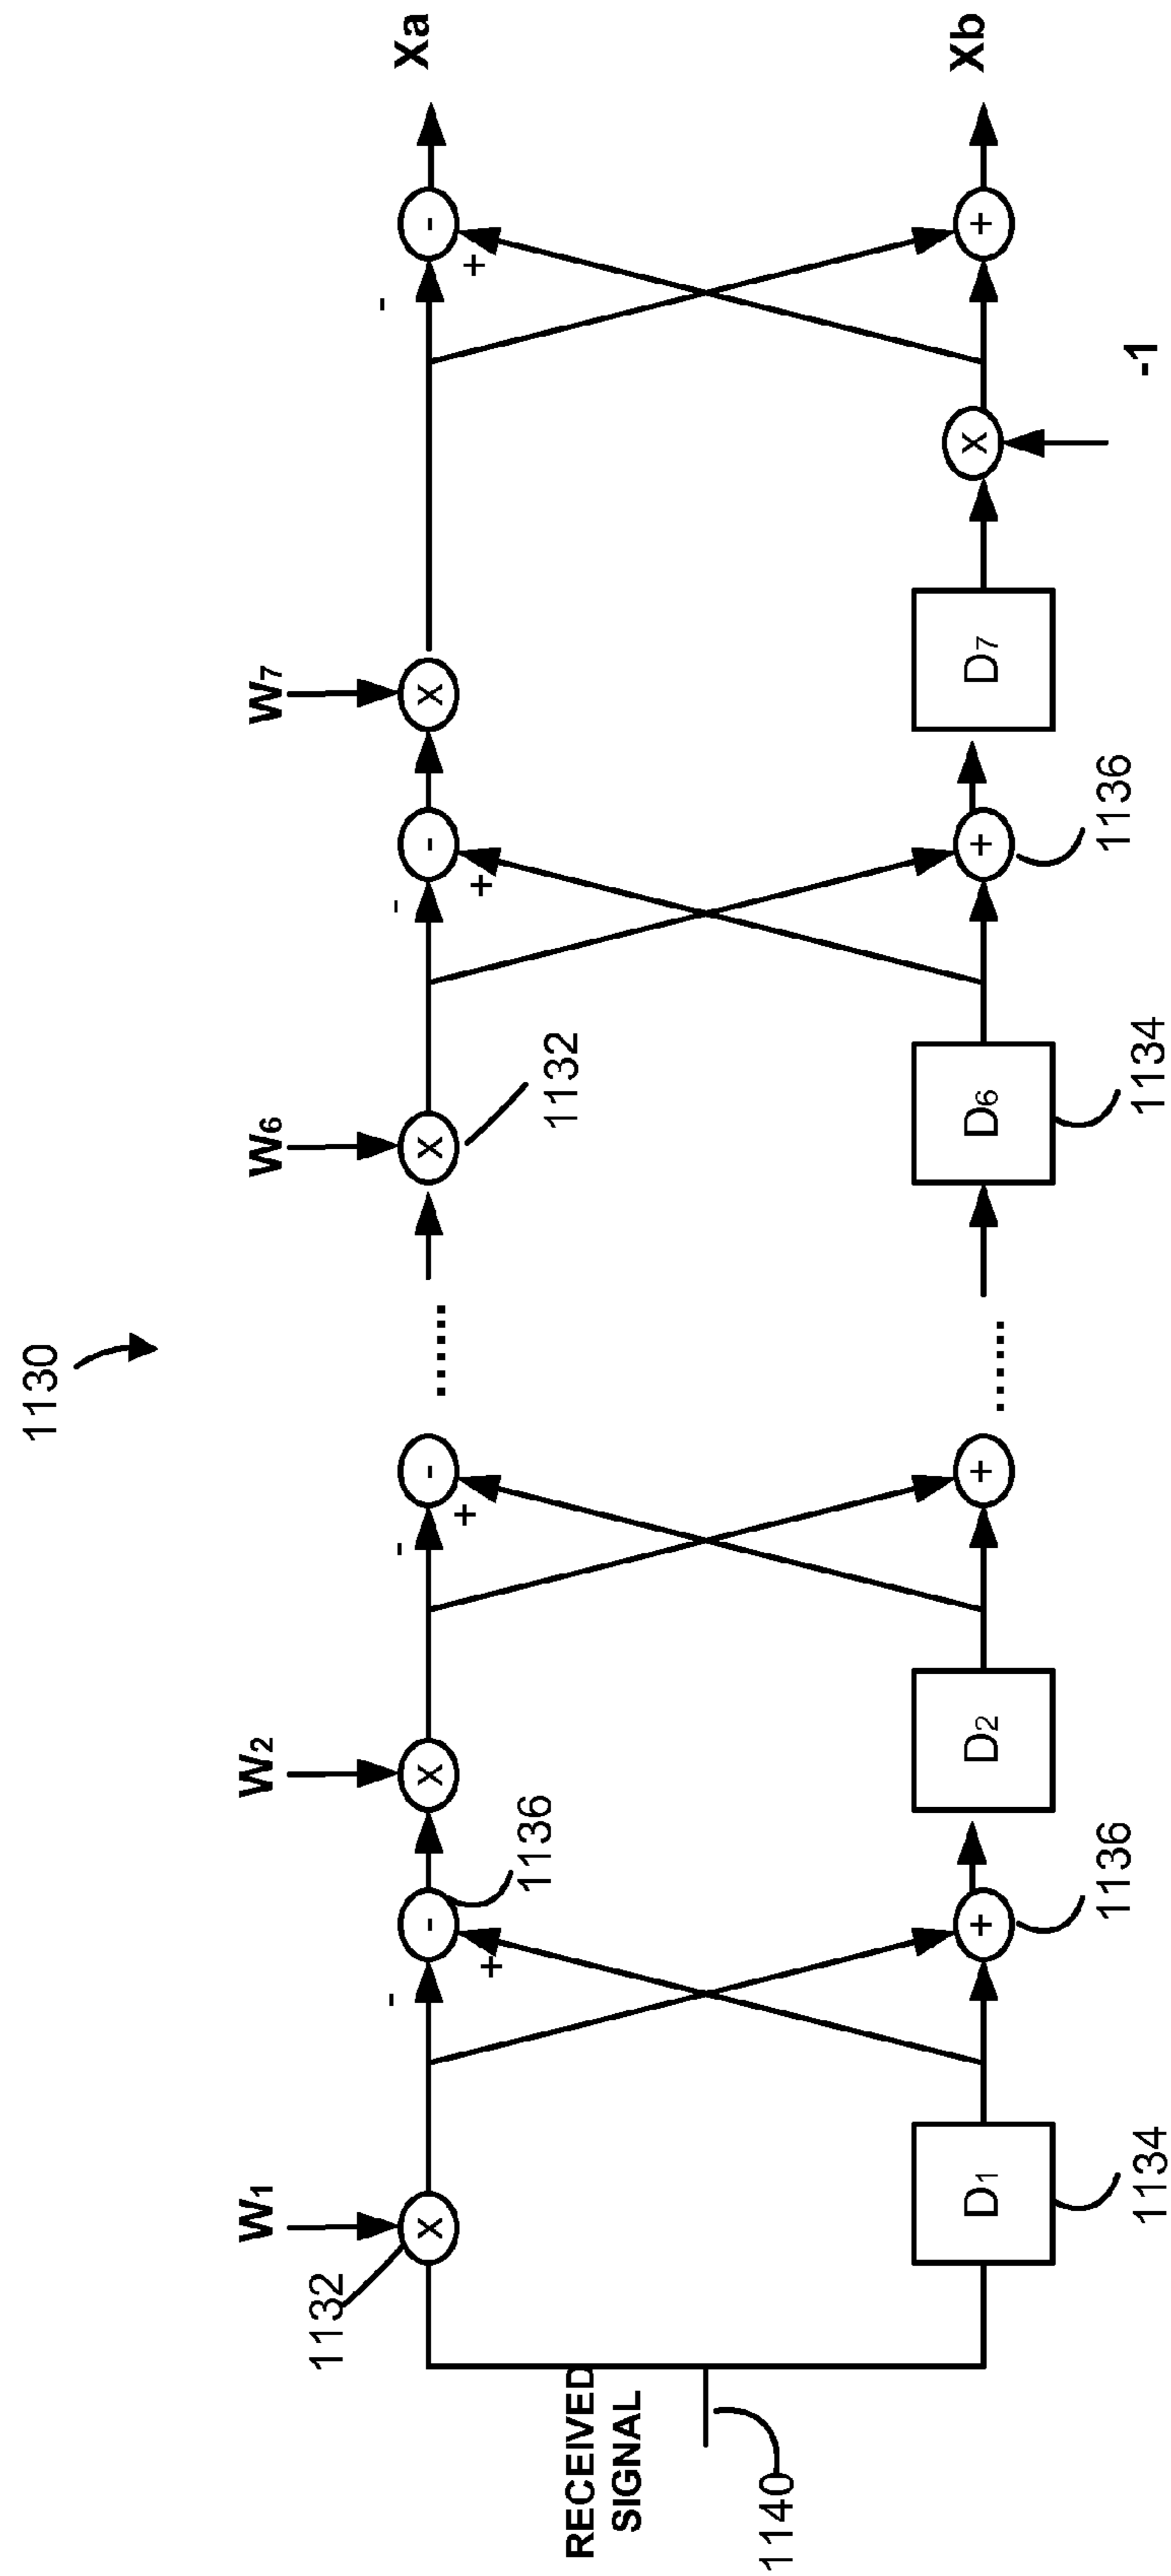 1130
W₁
W₂
W₆
W₇
1132
X
X
X
X
-
+
-
+
-
+
-
+
-
-
-
-
Xa
1136
......
1132
RECEIVED
SIGNAL
1140
D₁
+
D₂
+
......
D₆
+
D₇
X
+
Xb
1134
1136
1134
1136
-1